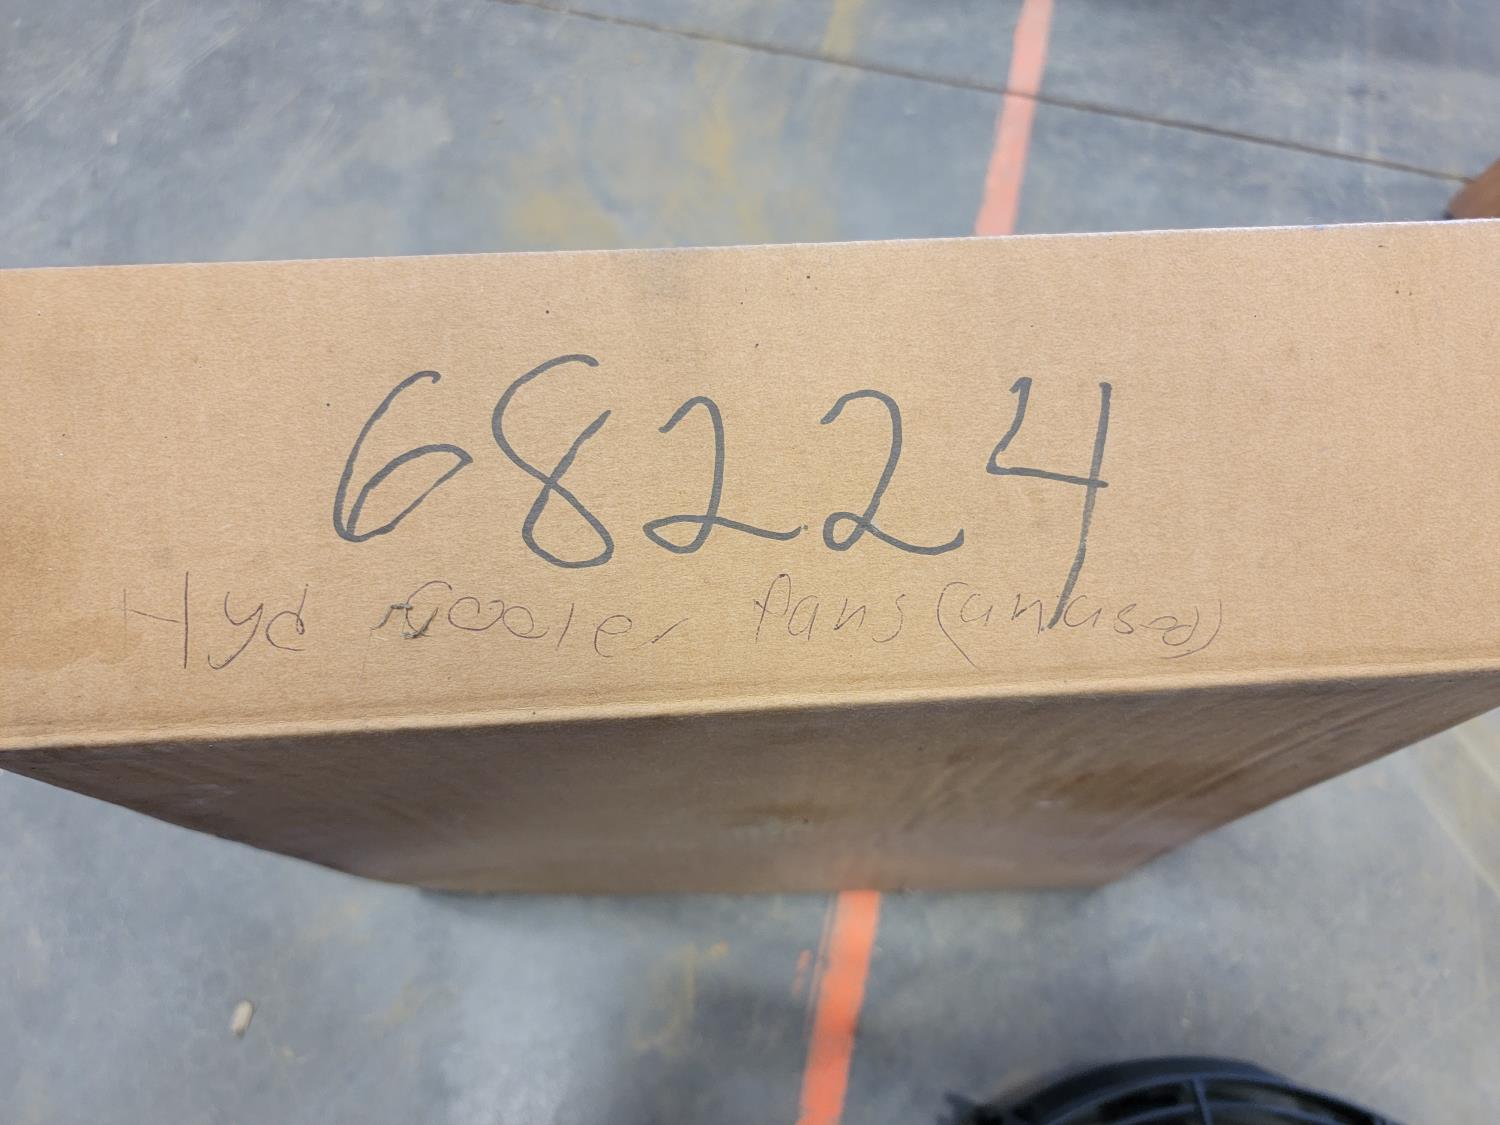 68224
Hyd Cooler Fans (unused)